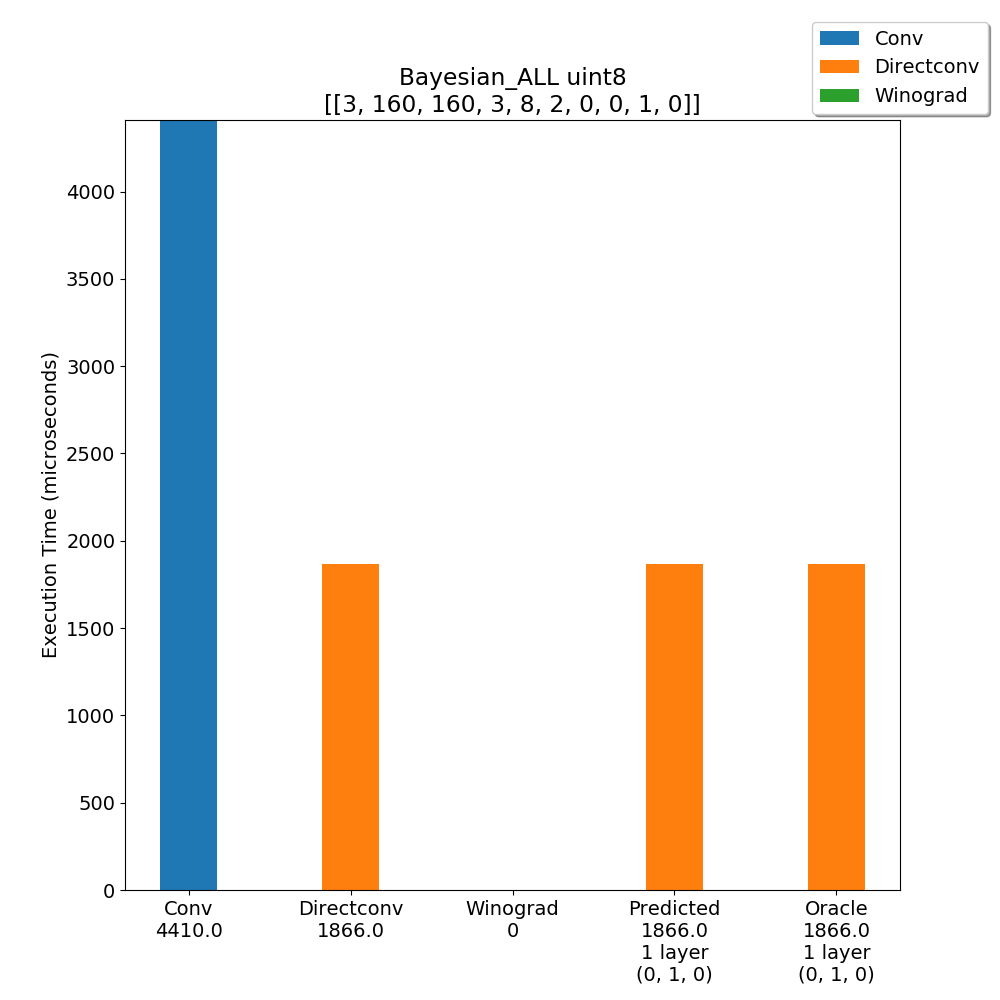 Conv
Directconv
Winograd
Bayesian_ALL uint8
[[3, 160, 160, 3, 8, 2, 0, 0, 1, 0]]
Execution Time (microseconds)
4000
3500
3000
2500
2000
1500
1000
500
0
Conv
4410.0
Directconv
1866.0
Winograd
0
Predicted
1866.0
1 layer
(0, 1, 0)
Oracle
1866.0
1 layer
(0, 1, 0)